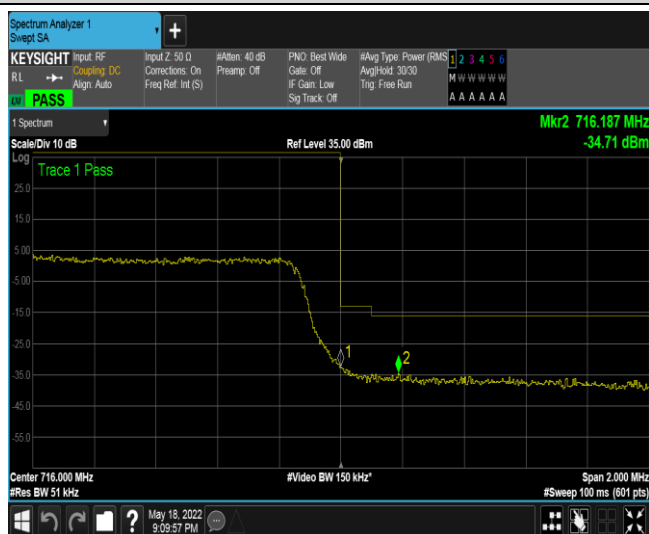 Spectrum Analyzer 1
Swept SA
+
KEYSIGHT
RL
LXI
PASS
Input: RF
Coupling: DC
Align: Auto
Input Z: 50 Ω
Corrections: On
Freq Ref: Int (S)
#Atten: 40 dB
Preamp: Off
PNO: Best Wide
Gate: Off
IF Gain: Low
Sig Track: Off
#Avg Type: Power (RMS
Avg|Hold: 30/30
Trig: Free Run
1 2 3 4 5 6
M W W W W W
A A A A A A
1 Spectrum
Scale/Div 10 dB
Log
Ref Level 35.00 dBm
Mkr2 716.187 MHz
-34.71 dBm
Trace 1 Pass
25.0
15.0
5.00
-5.00
-15.0
-25.0
-35.0
-45.0
-55.0
1
2
Center 716.000 MHz
#Res BW 51 kHz
#Video BW 150 kHz*
Span 2.000 MHz
#Sweep 100 ms (601 pts)
?
May 18, 2022
9:09:57 PM